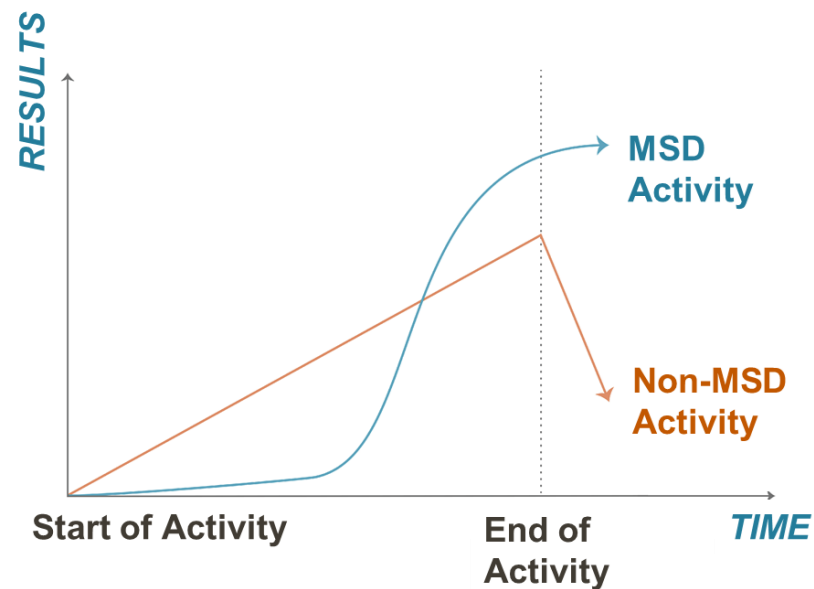 RESULTS
MSD
Activity
Non-MSD
Activity
Start of Activity
End of
Activity
TIME